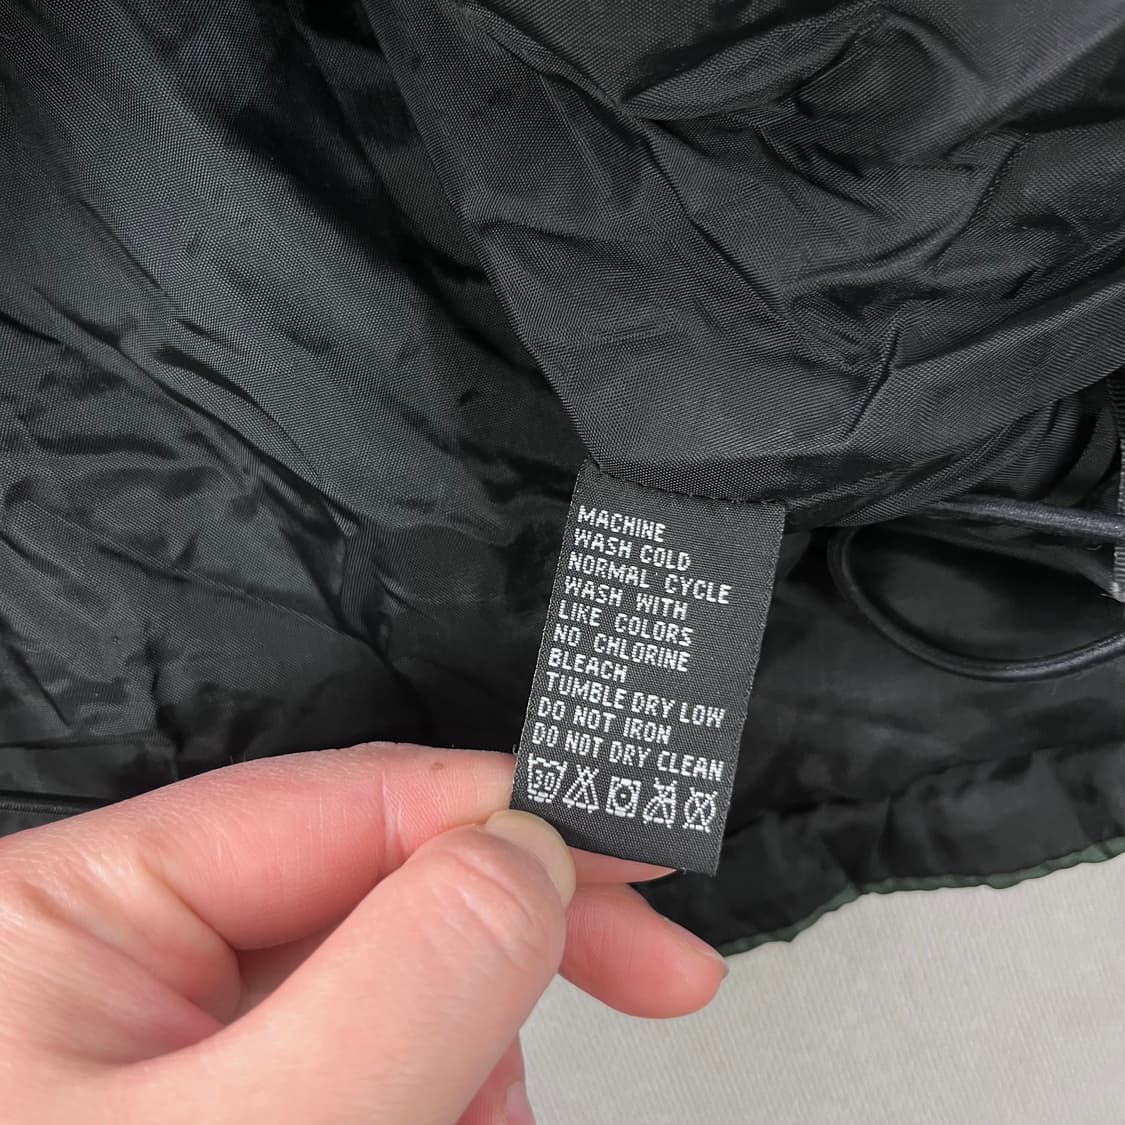 MACHINE
WASH COLD
NORMAL CYCLE
WASH WITH
LIKE COLORS
NO CHLORINE
BLEACH
TUMBLE DRY LOW
DO NOT IRON
DO NOT DRY CLEAN
30